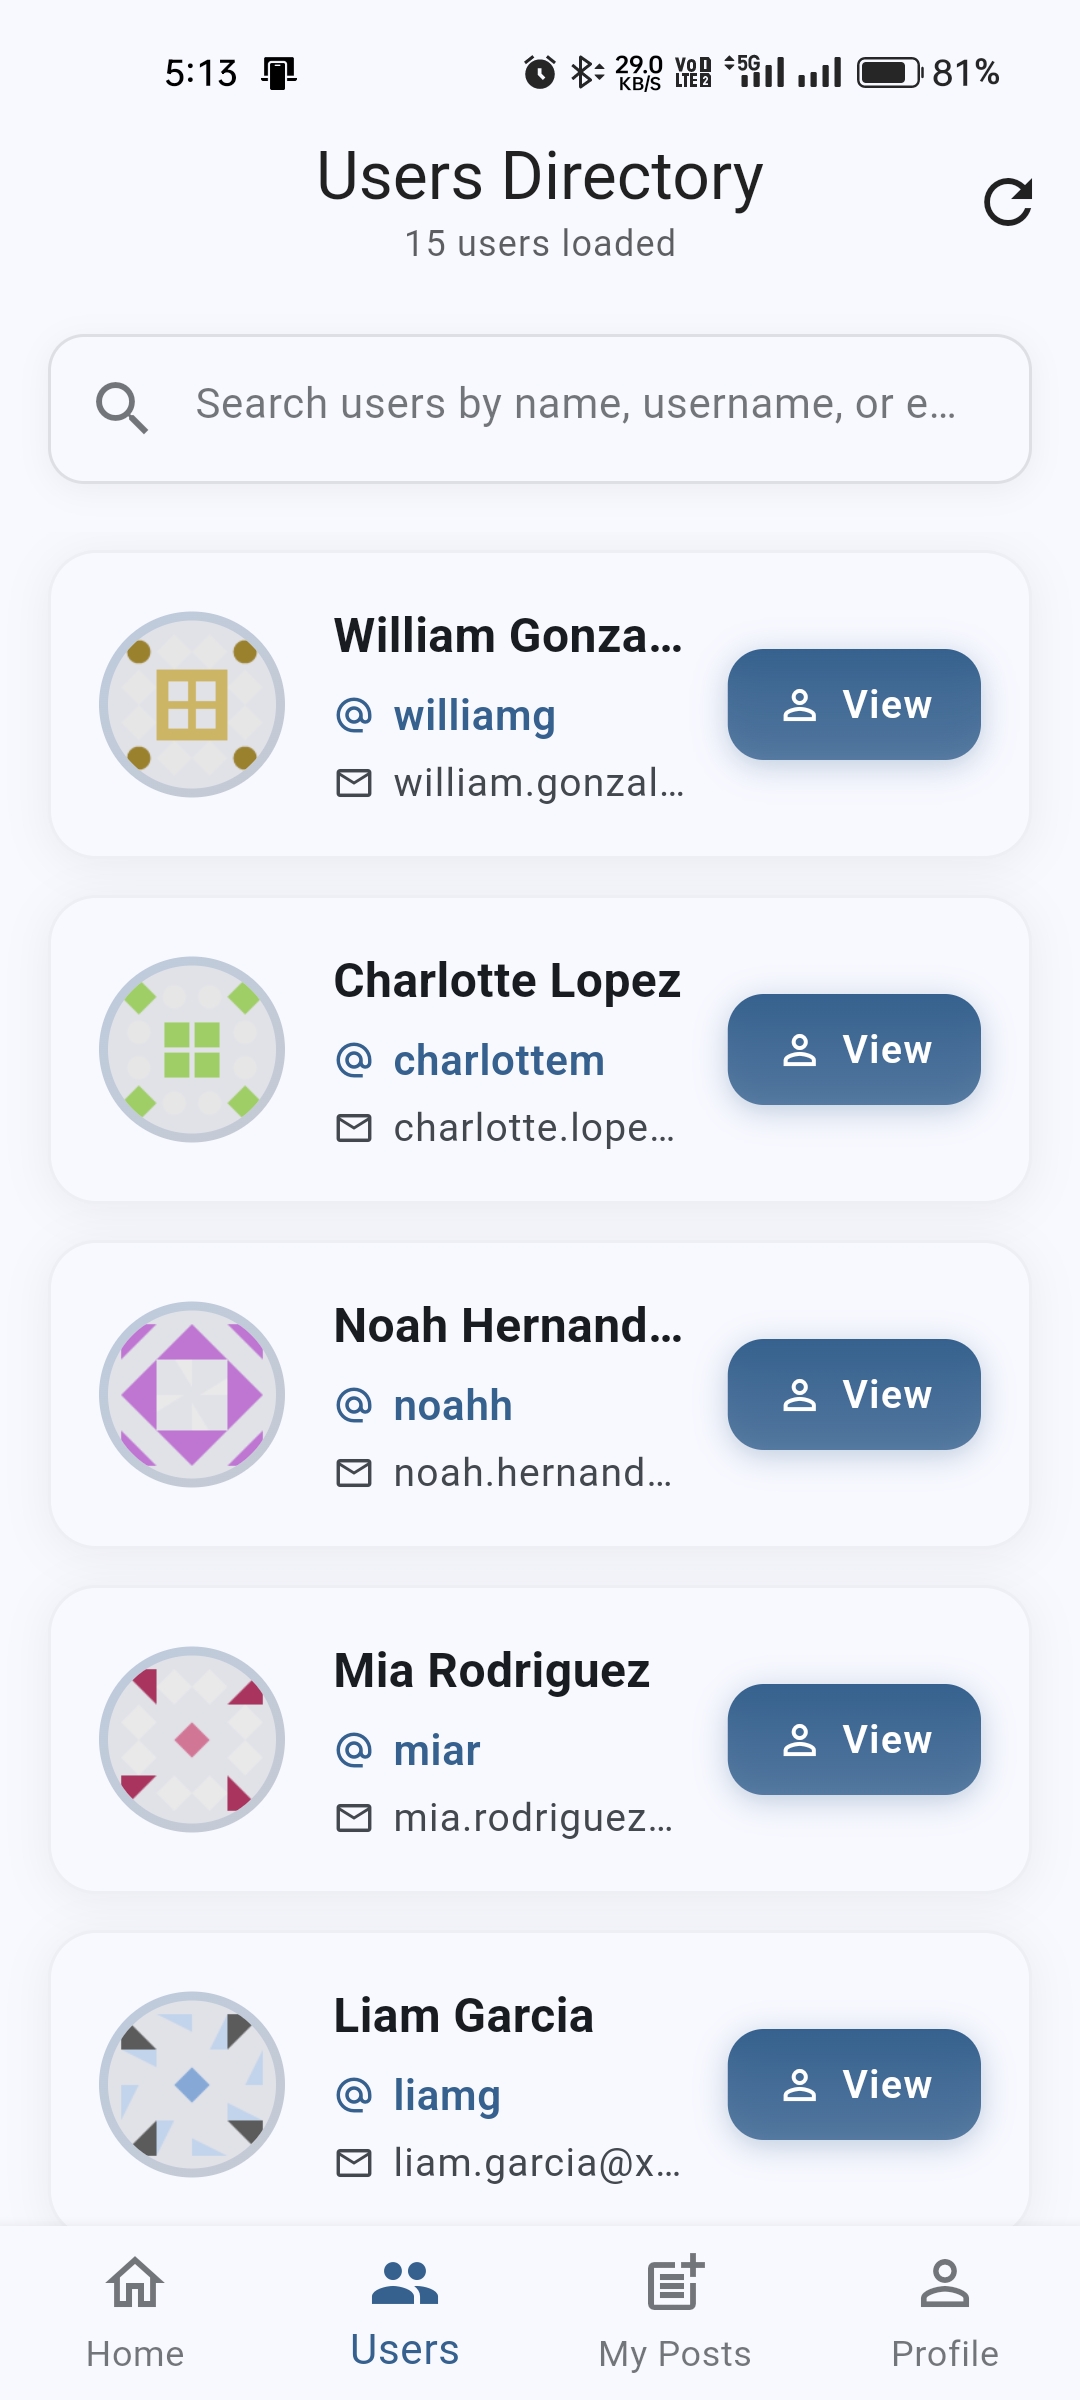 5:13
29.0 KB/S VoD LTE2 5G 81%
Users Directory
15 users loaded
Search users by name, username, or e…
William Gonza…
williamg
william.gonzal…
View
Charlotte Lopez
charlottem
charlotte.lope…
View
Noah Hernand…
noahh
noah.hernand…
View
Mia Rodriguez
miar
mia.rodriguez…
View
Liam Garcia
liamg
liam.garcia@x…
View
Home
Users
My Posts
Profile